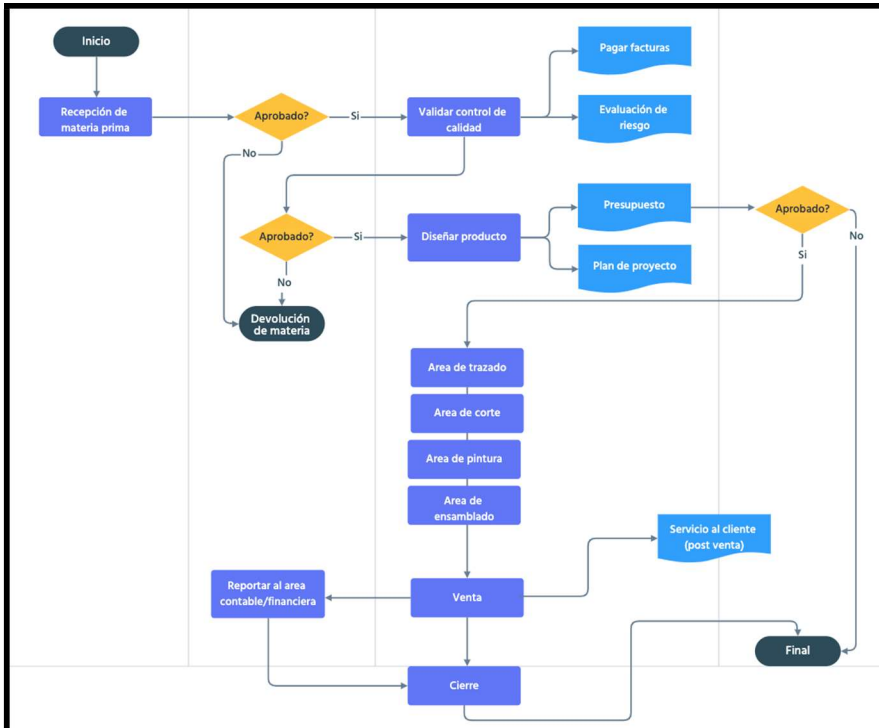 Inicio
Pagar facturas
Recepción de
materia prima
Aprobado?
Si
Validar control de
calidad
Evaluación de
riesgo
No
Aprobado?
Si
Diseñar producto
Presupuesto
Aprobado?
No
Si
Plan de proyecto
No
Devolución
de materia
Area de trazado
Area de corte
Area de pintura
Area de
ensamblado
Servicio al cliente
(post venta)
Reportar al area
contable/financiera
Venta
Final
Cierre